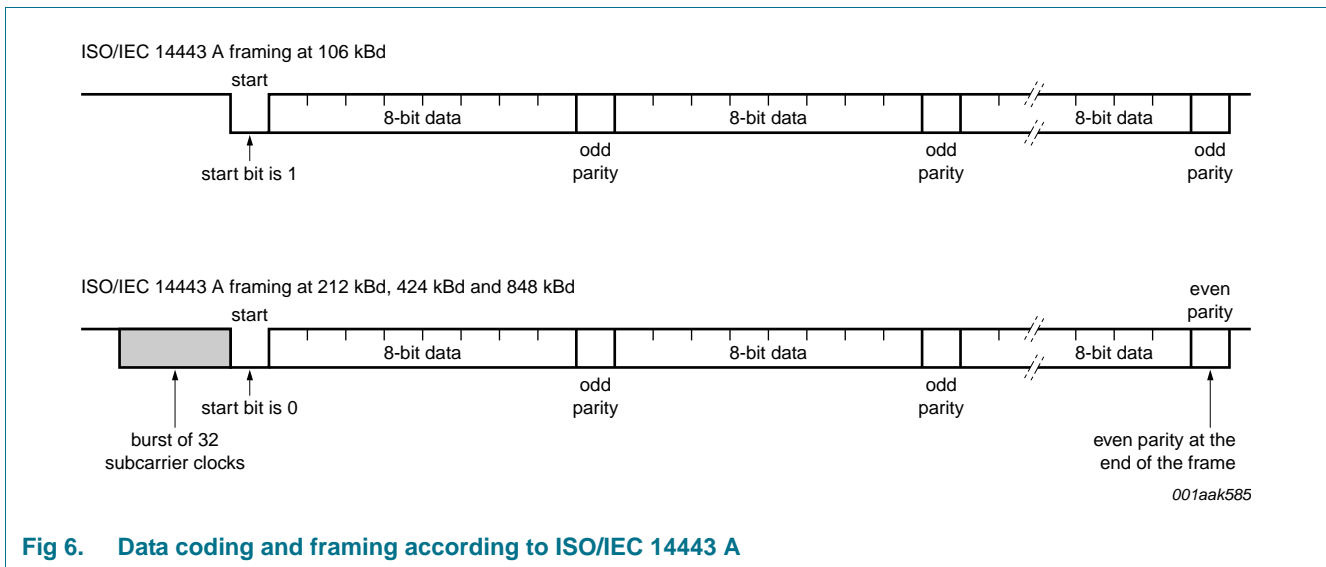 ISO/IEC 14443 A framing at 106 kBd
start
8-bit data
8-bit data
8-bit data
start bit is 1
odd
parity
odd
parity
odd
parity
ISO/IEC 14443 A framing at 212 kBd, 424 kBd and 848 kBd
even
parity
start
8-bit data
8-bit data
8-bit data
start bit is 0
odd
parity
odd
parity
burst of 32
subcarrier clocks
even parity at the
end of the frame
001aak585
Fig 6. Data coding and framing according to ISO/IEC 14443 A